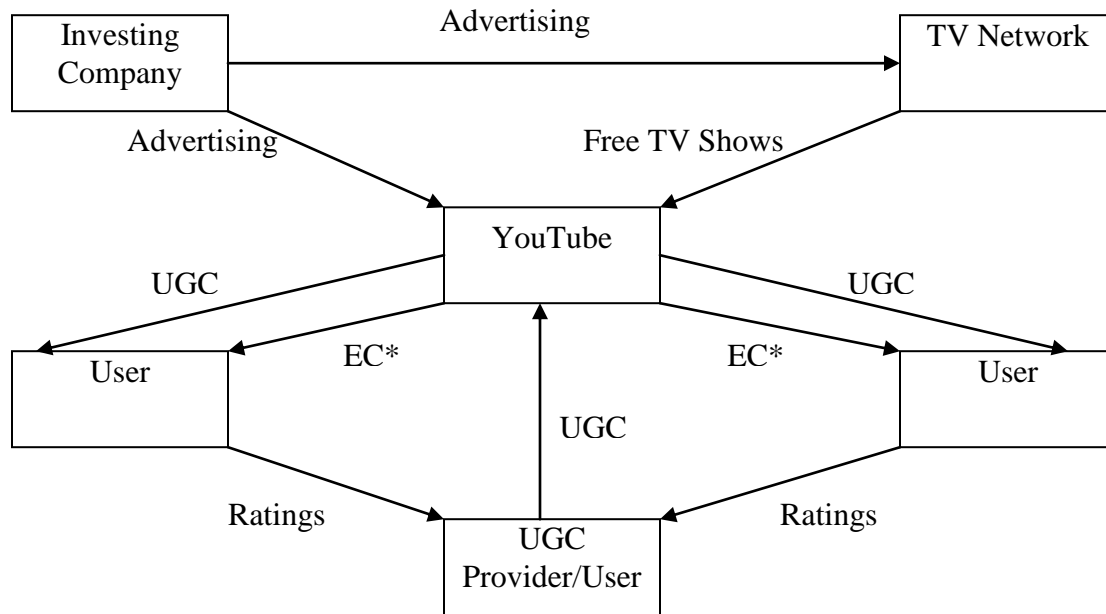 Advertising
Investing
Company
TV Network
Advertising
Free TV Shows
YouTube
UGC
UGC
EC*
EC*
User
User
UGC
Ratings
Ratings
UGC
Provider/User